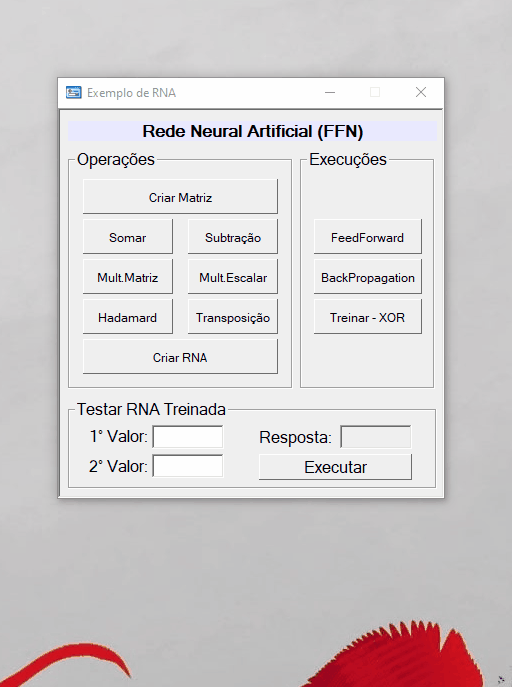 Exemplo de RNA
Rede Neural Artificial (FFN)
Operações
Criar Matriz
Somar
Subtração
Mult.Matriz
Mult.Escalar
Hadamard
Transposição
Criar RNA
Execuções
FeedForward
BackPropagation
Treinar - XOR
Testar RNA Treinada
1° Valor:
2° Valor:
Resposta:
Executar